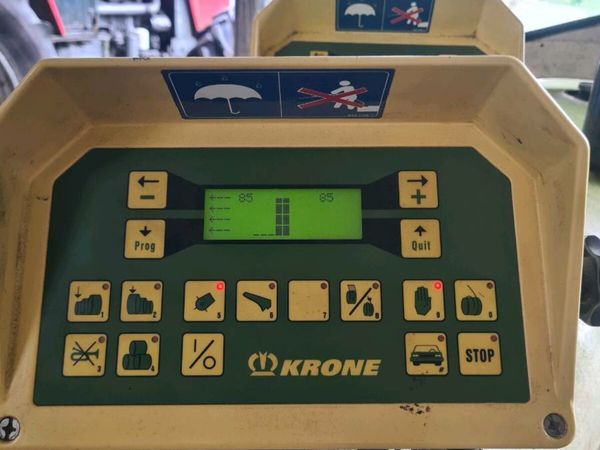 ←--- 85 85
←---
←---
←---
←
−
→
+
Prog
Quit
1
2
5
6
7
8
9
0
3
4
I/O
KRONE
STOP